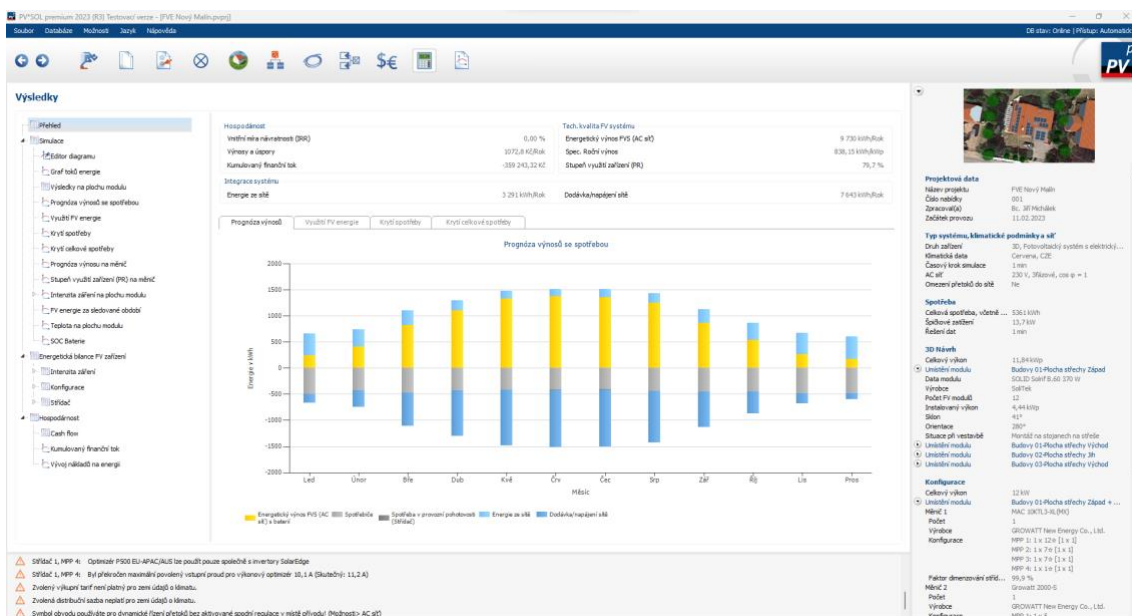 PV*SOL premium 2023 (R3) Testovací verze - [FVE Nový Malín.pvprj]
Soubor Databáze Možnosti Jazyk Nápověda
DB stav: Online | Přístup: Automatick
PV
Výsledky
Přehled
Simulace
Editor diagramu
Graf toků energie
Výsledky na plochu modulu
Prognóza výnosů se spotřebou
Využití FV energie
Krytí spotřeby
Krytí celkové spotřeby
Prognóza výnosu na měnič
Stupeň využití zařízení (PR) na měnič
Intenzita záření na plochu modulu
FV energie za sledované období
Teplota na plochu modulu
SOC Baterie
Energetická bilance FV zařízení
Intenzita záření
Konfigurace
Střídač
Hospodárnost
Cash flow
Kumulovaný finanční tok
Vývoj nákladů na energii
Hospodárnost
Vnitřní míra návratnosti (IRR) 0,00 %
Výnosy a úspory 1072,8 Kč/Rok
Kumulovaný finanční tok -359 243,32 Kč
Tech. kvalita FV systému
Energetický výnos FVS (AC síť) 9 730 kWh/Rok
Spec. Roční výnos 838,15 kWh/kWp
Stupeň využití zařízení (PR) 79,7 %
Integrace systému
Energie ze sítě 3 291 kWh/Rok
Dodávka/napájení sítě 7 643 kWh/Rok
Prognóza výnosů Využití FV energie Krytí spotřeby Krytí celkové spotřeby
Prognóza výnosů se spotřebou
Energie v kWh
2000
1500
1000
500
0
-500
-1000
-1500
-2000
Led Únor Bře Dub Kvě Črv Čec Srp Zář Říj Lis Pros
Měsíc
Energetický výnos FVS (AC síť) s baterií
Spotřebiče
Spotřeba v provozní pohotovosti (Střídač)
Energie ze sítě
Dodávka/napájení sítě
Projektová data
Název projektu FVE Nový Malín
Číslo nabídky 001
Zpracoval(a) Bc. Jiří Michálek
Začátek provozu 11.02.2023
Typ systému, klimatické podmínky a síť
Druh zařízení 3D, Fotovoltaický systém s elektrický...
Klimatická data Cervena, CZE
Časový krok simulace 1 min
AC síť 230 V, 3fázové, cos φ = 1
Omezení přetoků do sítě Ne
Spotřeba
Celková spotřeba, včetně ... 5361 kWh
Špičkové zatížení 13,7 kW
Řešení dat 1 min
3D Návrh
Celkový výkon 11,84 kWp
Umístění modulu Budovy 01-Plocha střechy Západ
Data modulu SOLID Solrif B.60 370 W
Výrobce SoliTek
Počet FV modulů 12
Instalovaný výkon 4,44 kWp
Sklon 41°
Orientace 280°
Situace při vestavbě Montáž na stojanech na střeše
Umístění modulu Budovy 01-Plocha střechy Východ
Umístění modulu Budovy 02-Plocha střechy Jih
Umístění modulu Budovy 03-Plocha střechy Východ
Konfigurace
Celkový výkon 12 kW
Umístění modulu Budovy 01-Plocha střechy Západ + ...
Měnič 1 MAC 10KTL3-XL(MX)
Počet 1
Výrobce GROWATT New Energy Co., Ltd.
Konfigurace MPP 1: 1 x 12※ [1 x 1]
MPP 2: 1 x 7※ [1 x 1]
MPP 3: 1 x 7※ [1 x 1]
MPP 4: 1 x 1※ [1 x 1]
Faktor dimenzování stříd... 99,9 %
Měnič 2 Growatt 2000-S
Počet 1
Výrobce GROWATT New Energy Co., Ltd.
Konfigurace MPP 1: 1 x 5
Střídač 1, MPP 4: Optimizér P500 EU-APAC/AUS lze použít pouze společně s invertory SolarEdge
Střídač 1, MPP 4: Byl překročen maximální povolený vstupní proud pro výkonový optimizér 10,1 A (Skutečný: 11,2 A)
Zvolený výkupní tarif není platný pro zemi údajů o klimatu.
Zvolená distribuční sazba neplatí pro zemi údajů o klimatu.
Symbol obvodu používáte pro dynamické řízení přetoků bez aktivované spodní regulace v místě přívodu! (Možnosti> AC síť)